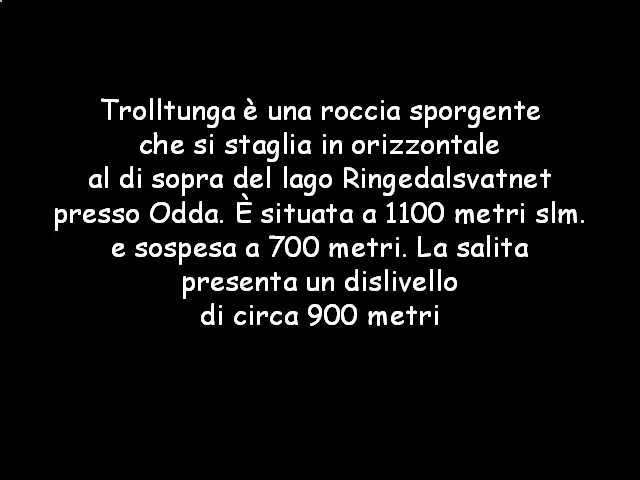 Trolltunga è una roccia sporgente
che si staglia in orizzontale
al di sopra del lago Ringedalsvatnet
presso Odda. È situata a 1100 metri slm.
e sospesa a 700 metri. La salita
presenta un dislivello
di circa 900 metri